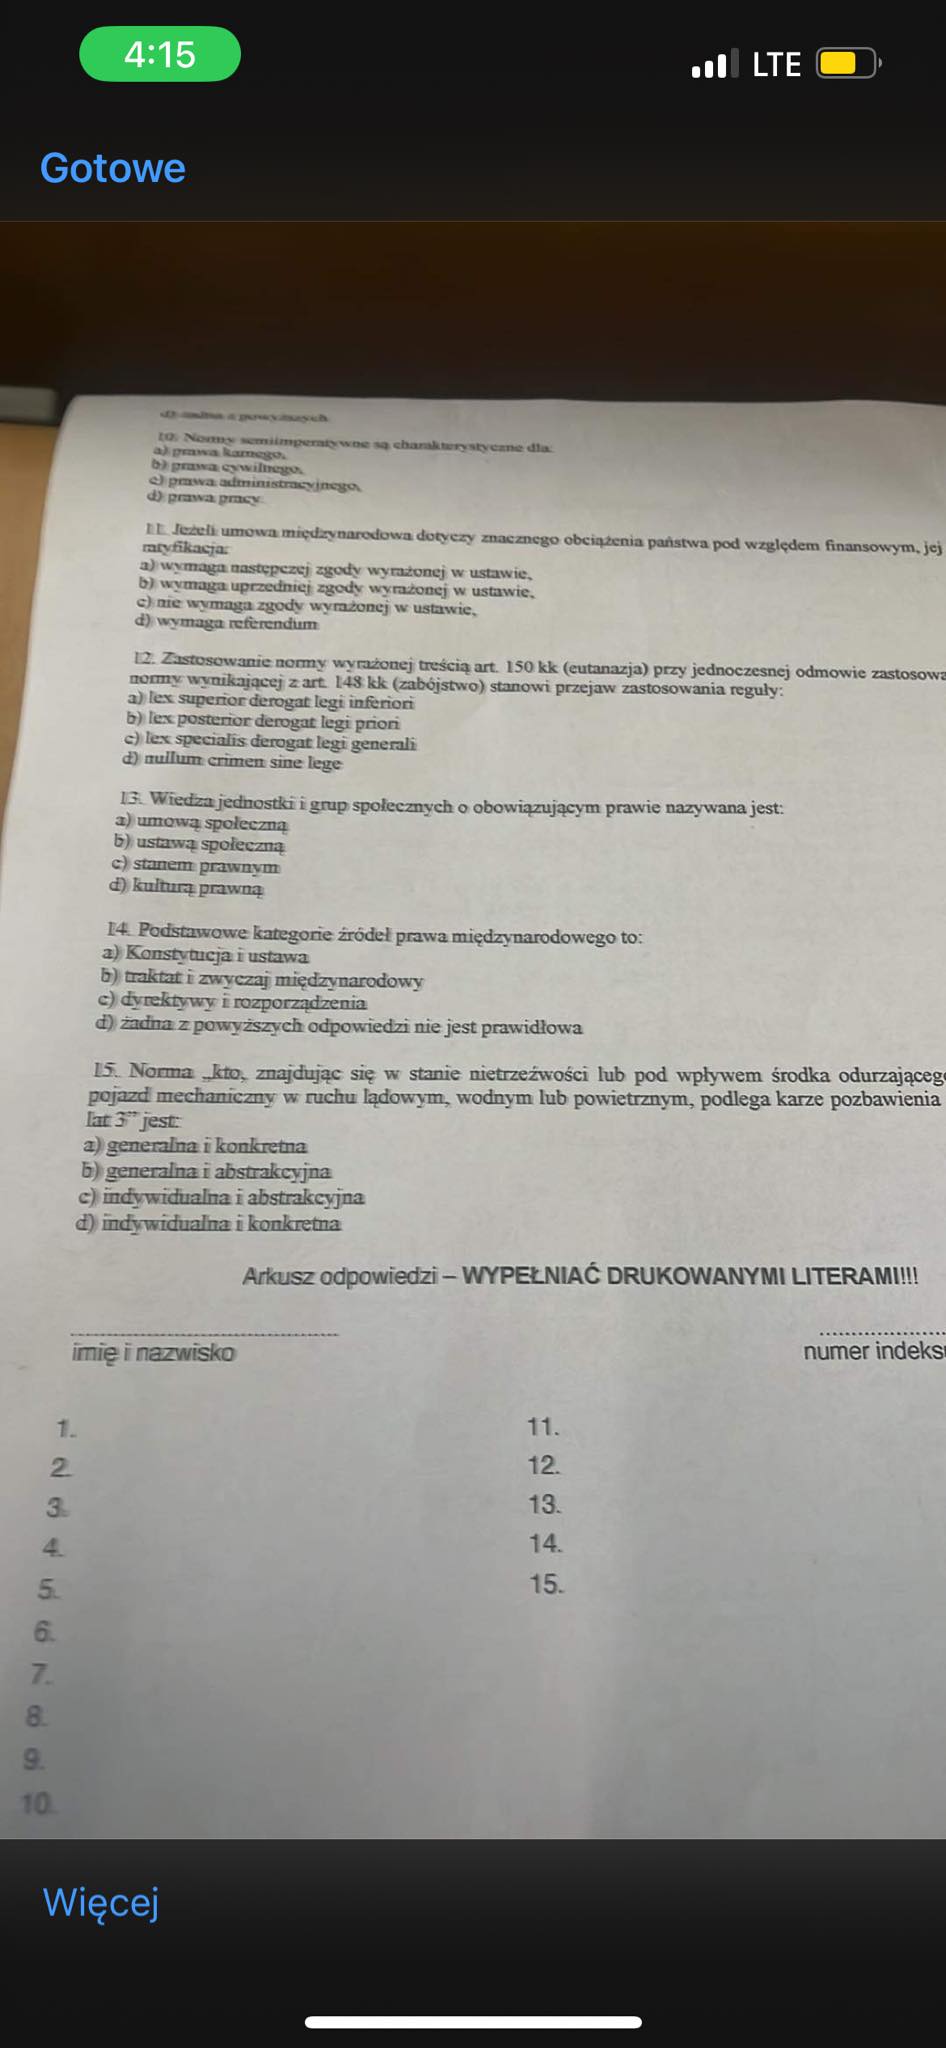 4:15
LTE
Gotowe
d) żadna z powyższych
10. Normy semiimperatywne są charakterystyczne dla:
a) prawa karnego,
b) prawa cywilnego,
c) prawa administracyjnego,
d) prawa pracy
11. Jeżeli umowa międzynarodowa dotyczy znacznego obciążenia państwa pod względem finansowym, jej
ratyfikacja:
a) wymaga następczej zgody wyrażonej w ustawie,
b) wymaga uprzedniej zgody wyrażonej w ustawie,
c) nie wymaga zgody wyrażonej w ustawie,
d) wymaga referendum
12. Zastosowanie normy wyrażonej treścią art. 150 kk (eutanazja) przy jednoczesnej odmowie zastosowa
normy wynikającej z art. 148 kk (zabójstwo) stanowi przejaw zastosowania reguły:
a) lex superior derogat legi inferiori
b) lex posterior derogat legi priori
c) lex specialis derogat legi generali
d) nullum crimen sine lege
13. Wiedza jednostki i grup społecznych o obowiązującym prawie nazywana jest:
a) umową społeczną
b) ustawą społeczną
c) stanem prawnym
d) kulturą prawną
14. Podstawowe kategorie źródeł prawa międzynarodowego to:
a) Konstytucja i ustawa
b) traktat i zwyczaj międzynarodowy
c) dyrektywy i rozporządzenia
d) żadna z powyższych odpowiedzi nie jest prawidłowa
15. Norma „kto, znajdując się w stanie nietrzeźwości lub pod wpływem środka odurzająceg
pojazd mechaniczny w ruchu lądowym, wodnym lub powietrznym, podlega karze pozbawienia
lat 3” jest:
a) generalna i konkretna
b) generalna i abstrakcyjna
c) indywidualna i abstrakcyjna
d) indywidualna i konkretna
Arkusz odpowiedzi – WYPEŁNIAĆ DRUKOWANYMI LITERAMI!!!
imię i nazwisko
numer indeks
1.
2.
3.
4.
5.
6.
7.
8.
9.
10.
11.
12.
13.
14.
15.
Więcej